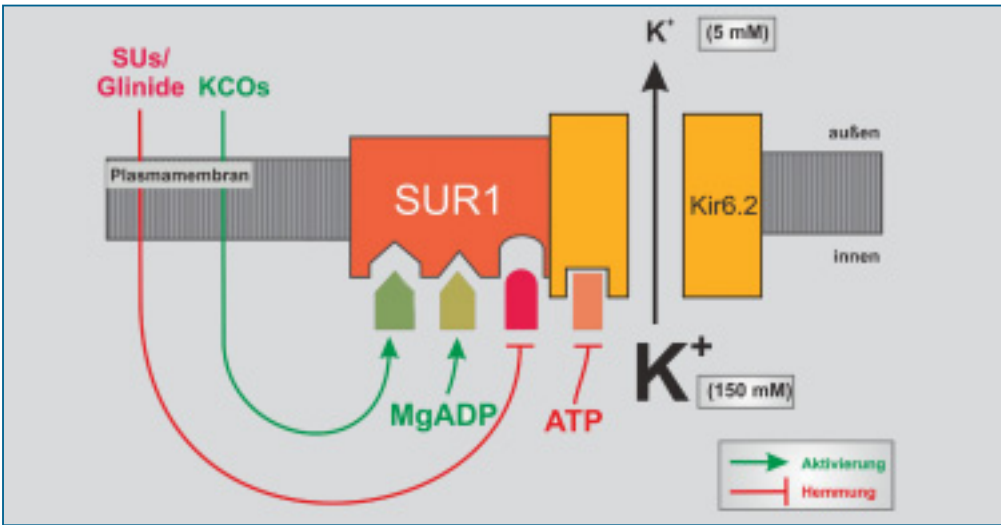 K⁺ (5 mM)
SUs/
Glinide KCOs
außen
Plasmamembran
SUR1
Kir6.2
innen
K⁺ (150 mM)
MgADP ATP
Aktivierung
Hemmung